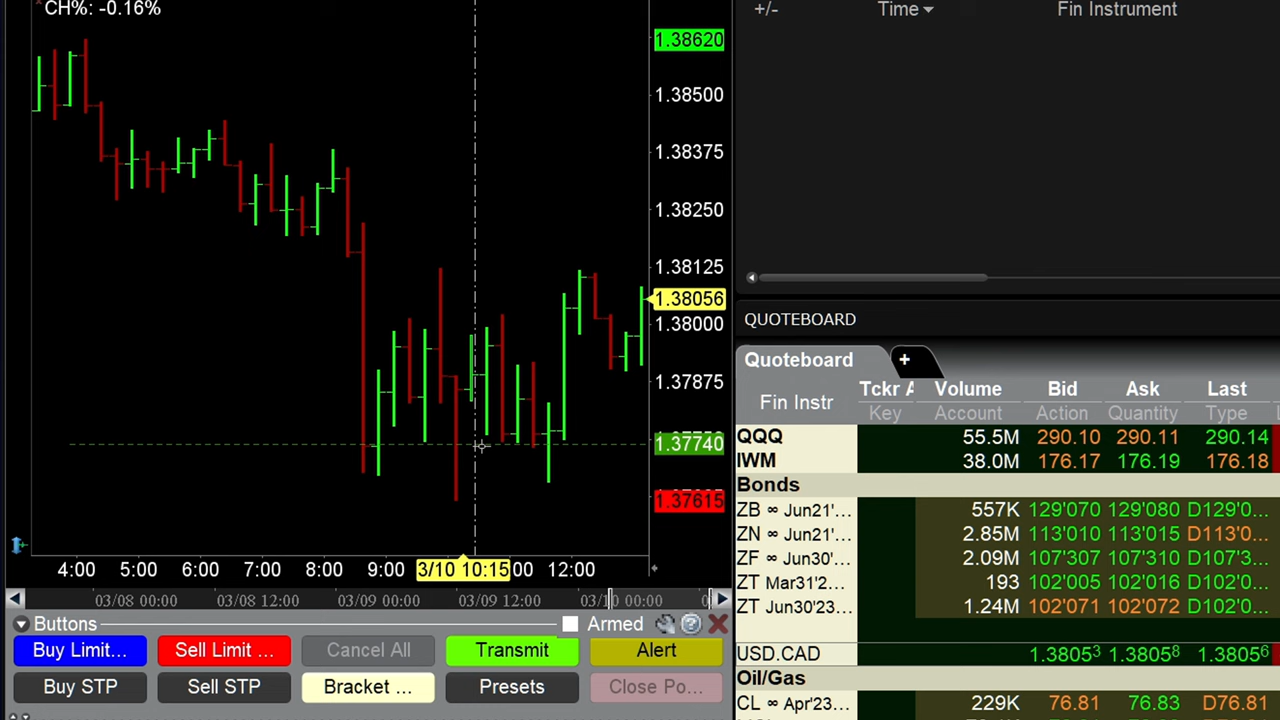 CH%: -0.16%
1.38620
1.38500
1.38375
1.38250
1.38125
1.38056
1.38000
1.37875
1.37740
1.37615
4:00 5:00 6:00 7:00 8:00 9:00 3/10 10:15 00 12:00
03/08 00:00 03/08 12:00 03/09 00:00 03/09 12:00 03/10 00:00
Buttons Armed
Buy Limit... Sell Limit ... Cancel All Transmit Alert
Buy STP Sell STP Bracket ... Presets Close Po...
+/- Time Fin Instrument
QUOTEBOARD
Quoteboard +
Fin Instr Tckr Volume Bid Ask Last
Key Account Action Quantity Type
QQQ 55.5M 290.10 290.11 290.14
IWM 38.0M 176.17 176.19 176.18
Bonds
ZB ∞ Jun21'... 557K 129'070 129'080 D129'0...
ZN ∞ Jun21'... 2.85M 113'010 113'015 D113'0...
ZF ∞ Jun30'... 2.09M 107'307 107'310 D107'3...
ZT Mar31'2... 193 102'005 102'016 D102'0...
ZT Jun30'23... 1.24M 102'071 102'072 D102'0...
USD.CAD 1.3805³ 1.3805⁸ 1.3805⁶
Oil/Gas
CL ∞ Apr'23... 229K 76.81 76.83 D76.81